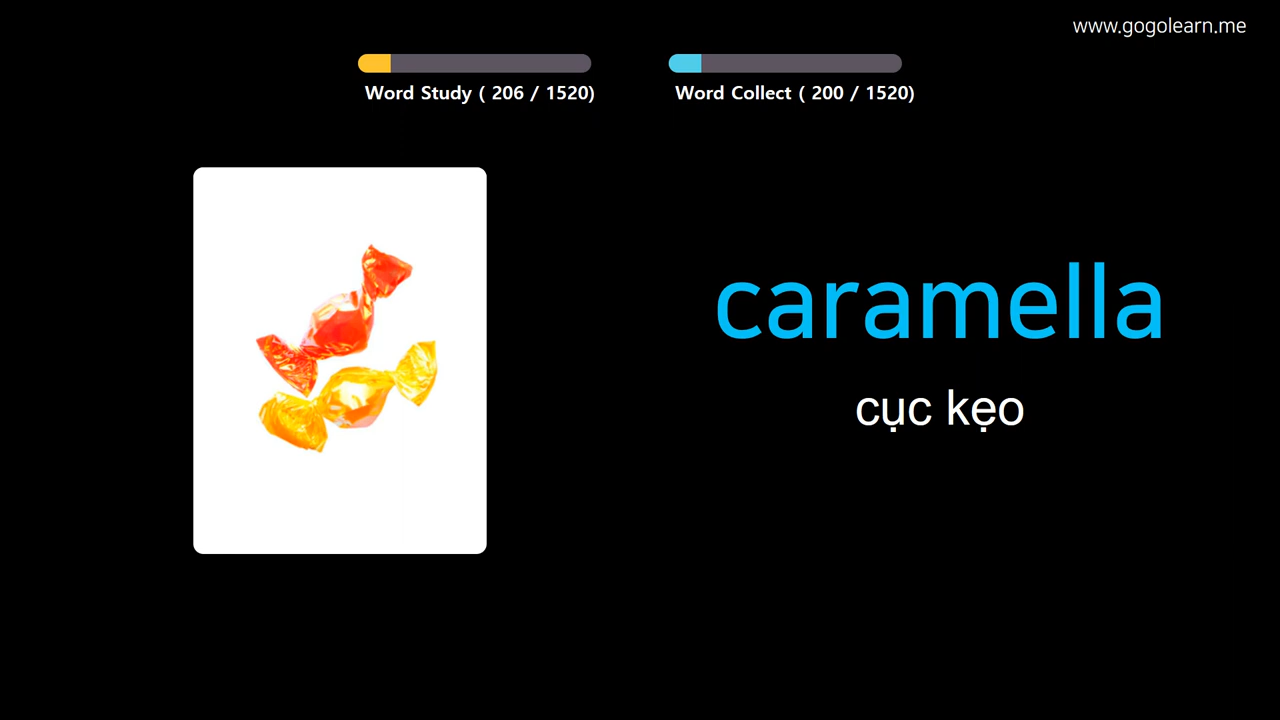 www.gogolearn.me
Word Study ( 206 / 1520)
Word Collect ( 200 / 1520)
caramella
cục kẹo